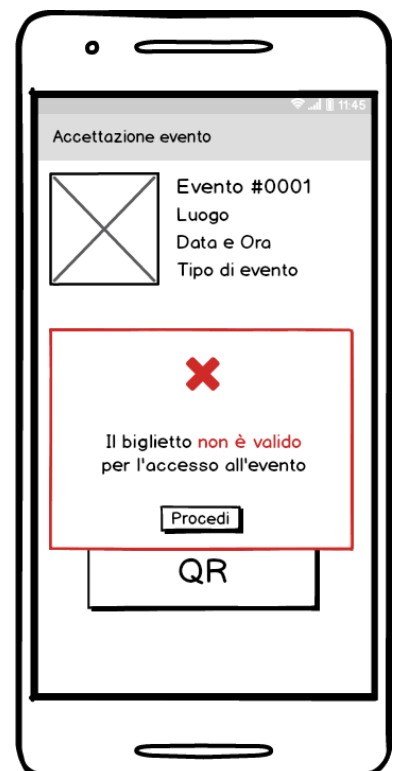 11:45
Accettazione evento
Evento #0001
Luogo
Data e Ora
Tipo di evento
Il biglietto non è valido
per l'accesso all'evento
Procedi
QR